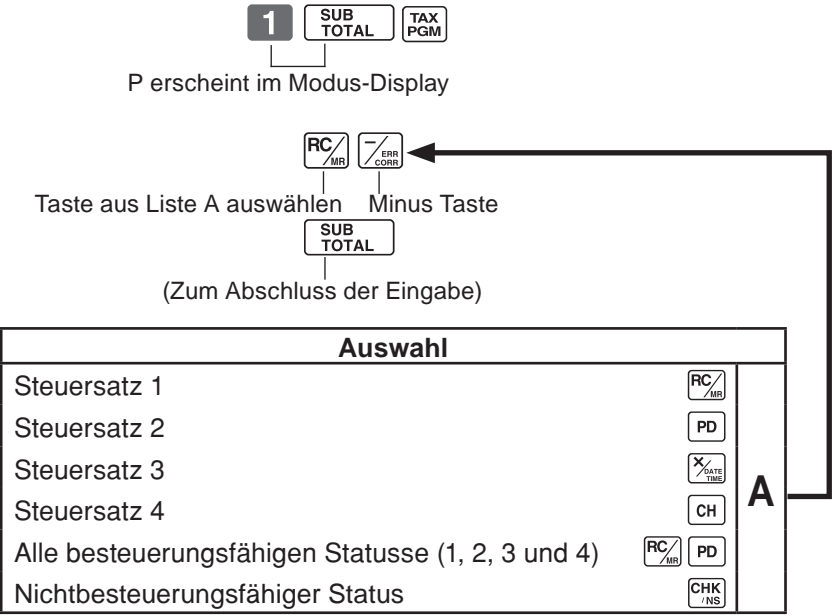 1 SUB TOTAL TAX PGM
P erscheint im Modus-Display
RC/MR −/ERR CORR
Taste aus Liste A auswählen Minus Taste
SUB TOTAL
(Zum Abschluss der Eingabe)
Auswahl
Steuersatz 1 RC/MR
Steuersatz 2 PD
Steuersatz 3 ×/DATE TIME
Steuersatz 4 CH
A
Alle besteuerungsfähigen Statusse (1, 2, 3 und 4) RC/MR PD
Nichtbesteuerungsfähiger Status CHK/NS